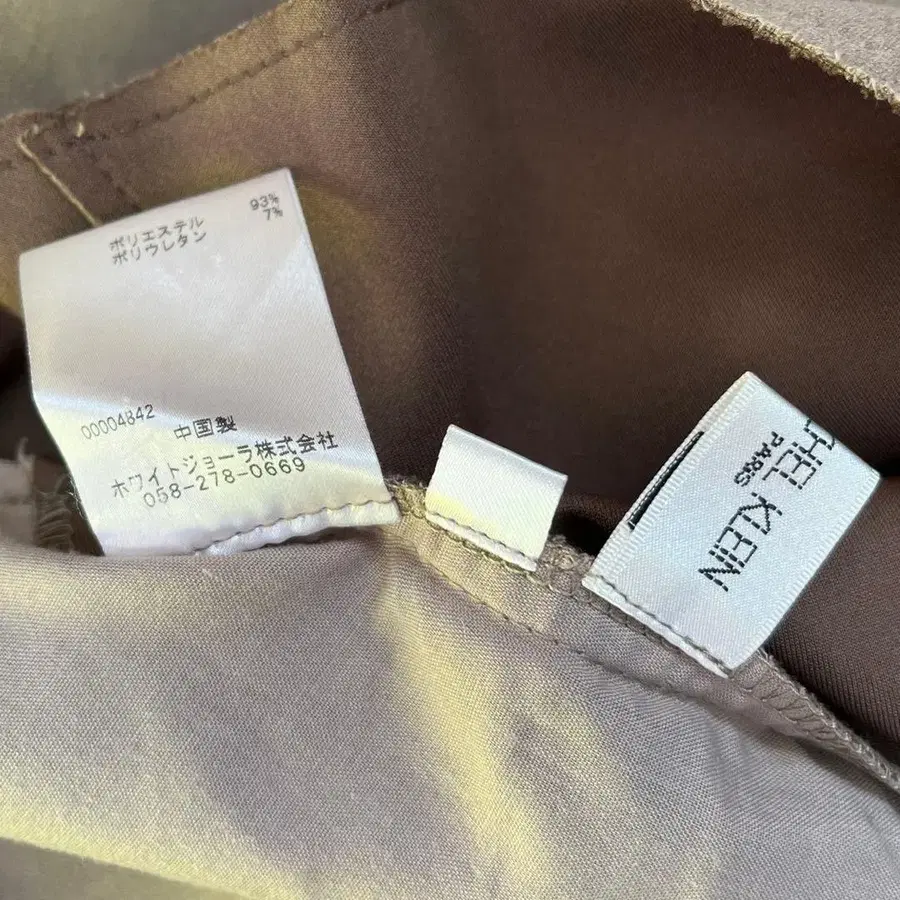 ポリエステル 93%
ポリウレタン 7%
00004842
中国製
ホワイトジョーラ株式会社
058-278-0669
CHEL KLEIN
PARIS